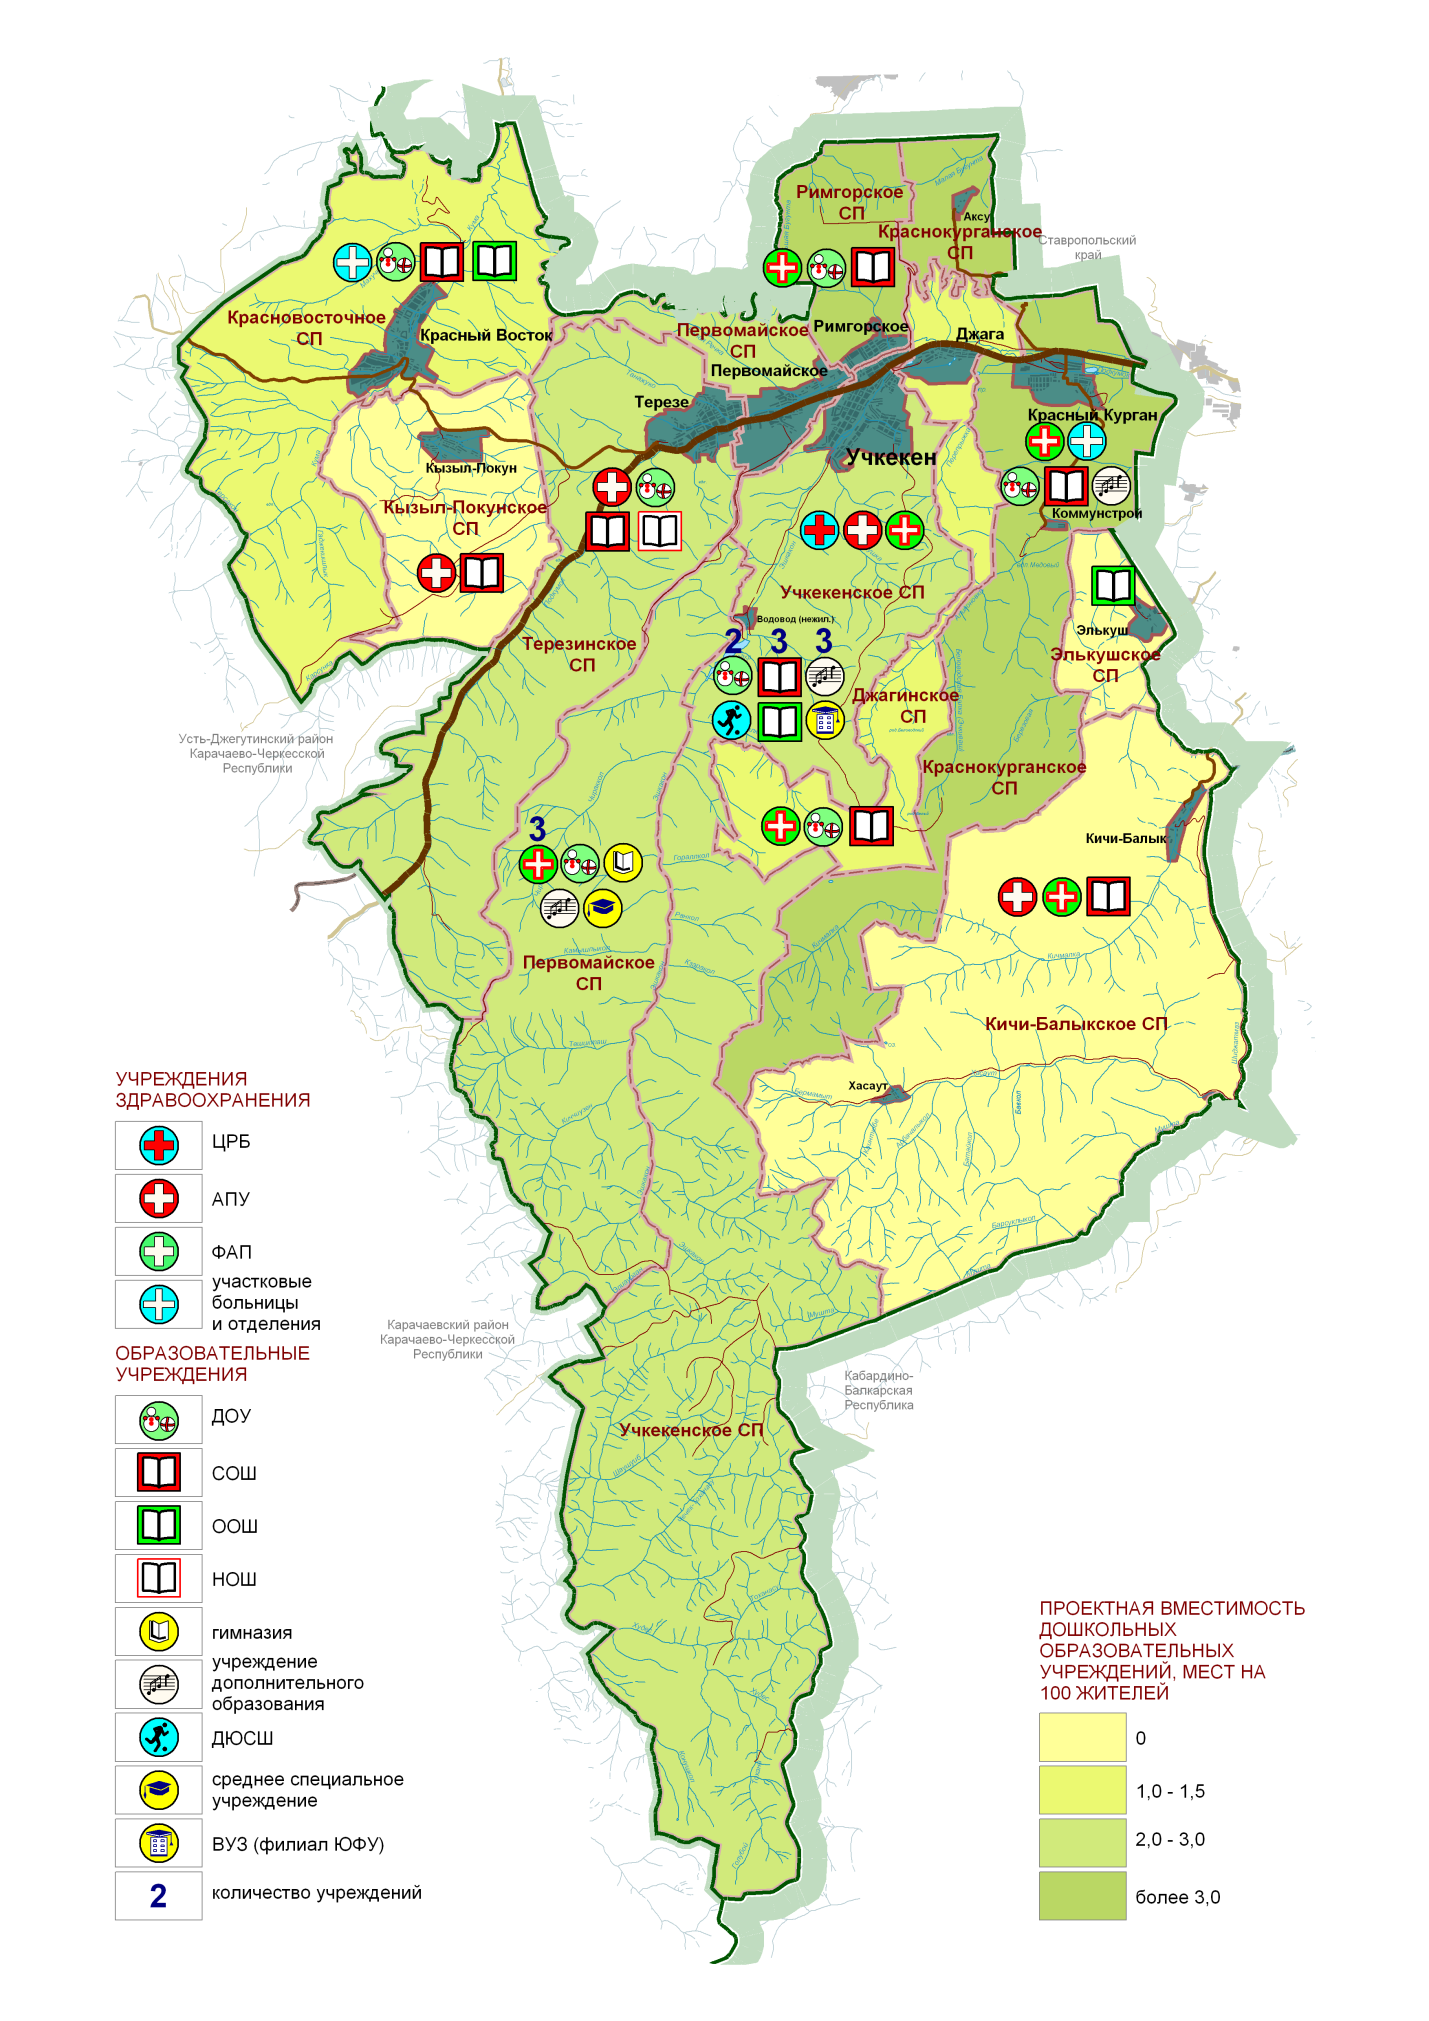 Римгорское
СП
Малая Бугунта
Аксу
Краснокурганское
СП
Ставропольский
край
Красновосточное
СП
Красный Восток
Первомайское
СП
Римгорское
Джага
Первомайское
Терезе
Красный Курган
Учкекен
Кызыл-Покун
Кызыл-Покунское
СП
Коммунстрой
Учкекенское СП
Водовод (нежил.)
2 3 3
Элькуш
Элькушское
СП
Терезинское
СП
Джагинское
СП
Усть-Джегутинский район
Карачаево-Черкесской
Республики
Краснокурганское
СП
3
Кичи-Балык
Первомайское
СП
Кичмалка
Кичмалка
Кичи-Балыкское СП
Хасаут
Хасаут
УЧРЕЖДЕНИЯ
ЗДРАВООХРАНЕНИЯ
ЦРБ
АПУ
ФАП
участковые
больницы
и отделения
Карачаевский район
Карачаево-Черкесской
Республики
Кабардино-
Балкарская
Республика
Учкекенское СП
ОБРАЗОВАТЕЛЬНЫЕ
УЧРЕЖДЕНИЯ
ДОУ
СОШ
ООШ
НОШ
гимназия
учреждение
дополнительного
образования
ДЮСШ
среднее специальное
учреждение
ВУЗ (филиал ЮФУ)
2
количество учреждений
ПРОЕКТНАЯ ВМЕСТИМОСТЬ
ДОШКОЛЬНЫХ
ОБРАЗОВАТЕЛЬНЫХ
УЧРЕЖДЕНИЙ, МЕСТ НА
100 ЖИТЕЛЕЙ
0
1,0 - 1,5
2,0 - 3,0
более 3,0